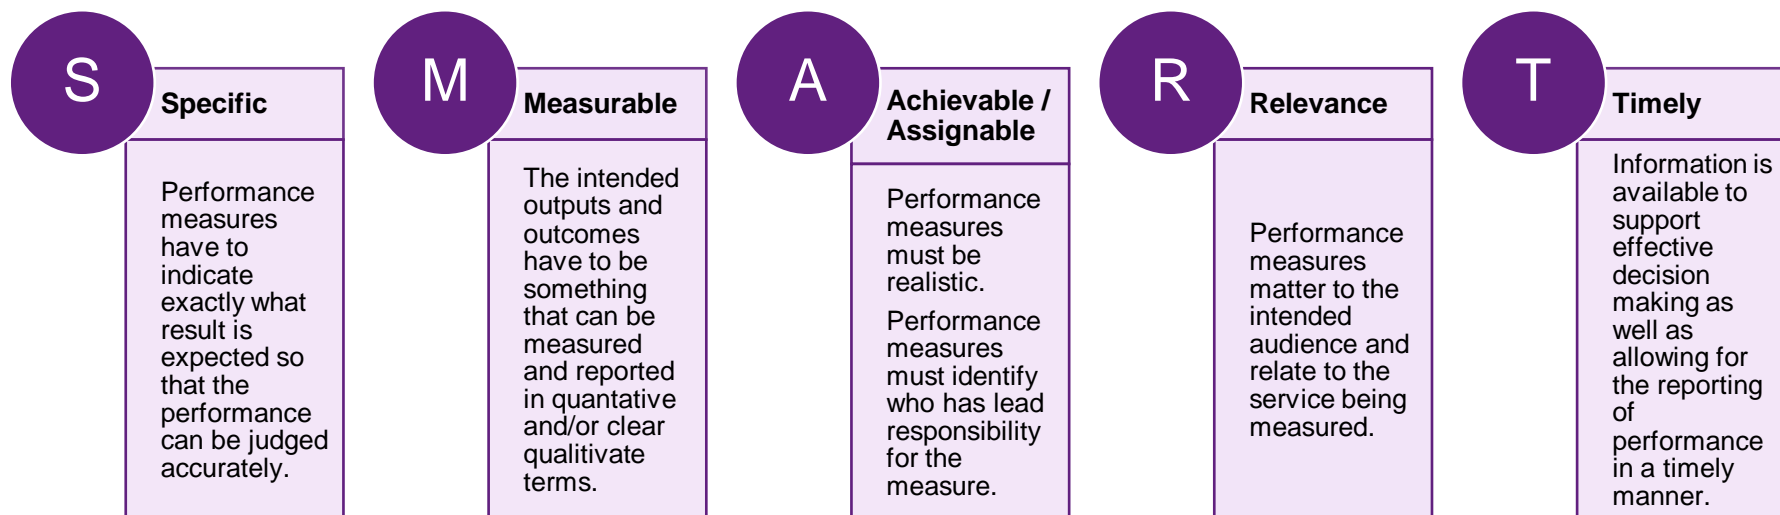 S
Specific
Performance
measures
have to
indicate
exactly what
result is
expected so
that the
performance
can be judged
accurately.
M
Measurable
The intended
outputs and
outcomes
have to be
something
that can be
measured
and reported
in quantative
and/or clear
qualitivate
terms.
A
Achievable /
Assignable
Performance
measures
must be
realistic.
Performance
measures
must identify
who has lead
responsibility
for the
measure.
R
Relevance
Performance
measures
matter to the
intended
audience and
relate to the
service being
measured.
T
Timely
Information is
available to
support
effective
decision
making as
well as
allowing for
the reporting
of
performance
in a timely
manner.